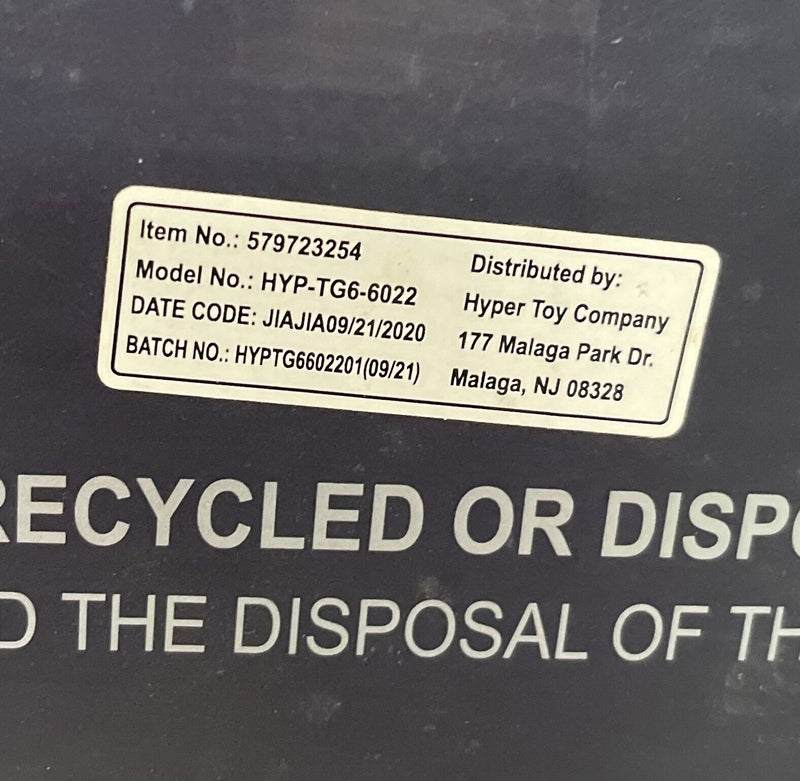 Item No.: 579723254
Model No.: HYP-TG6-6022
DATE CODE: JIAJIA09/21/2020
BATCH NO.: HYPTG6602201(09/21)
Distributed by:
Hyper Toy Company
177 Malaga Park Dr.
Malaga, NJ 08328
RECYCLED OR DISPO
D THE DISPOSAL OF TH